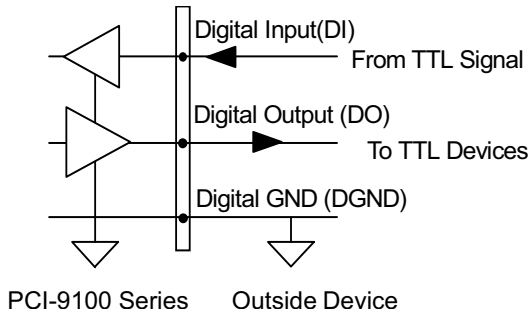 Digital Input(DI)
From TTL Signal
Digital Output (DO)
To TTL Devices
Digital GND (DGND)
PCI-9100 Series
Outside Device